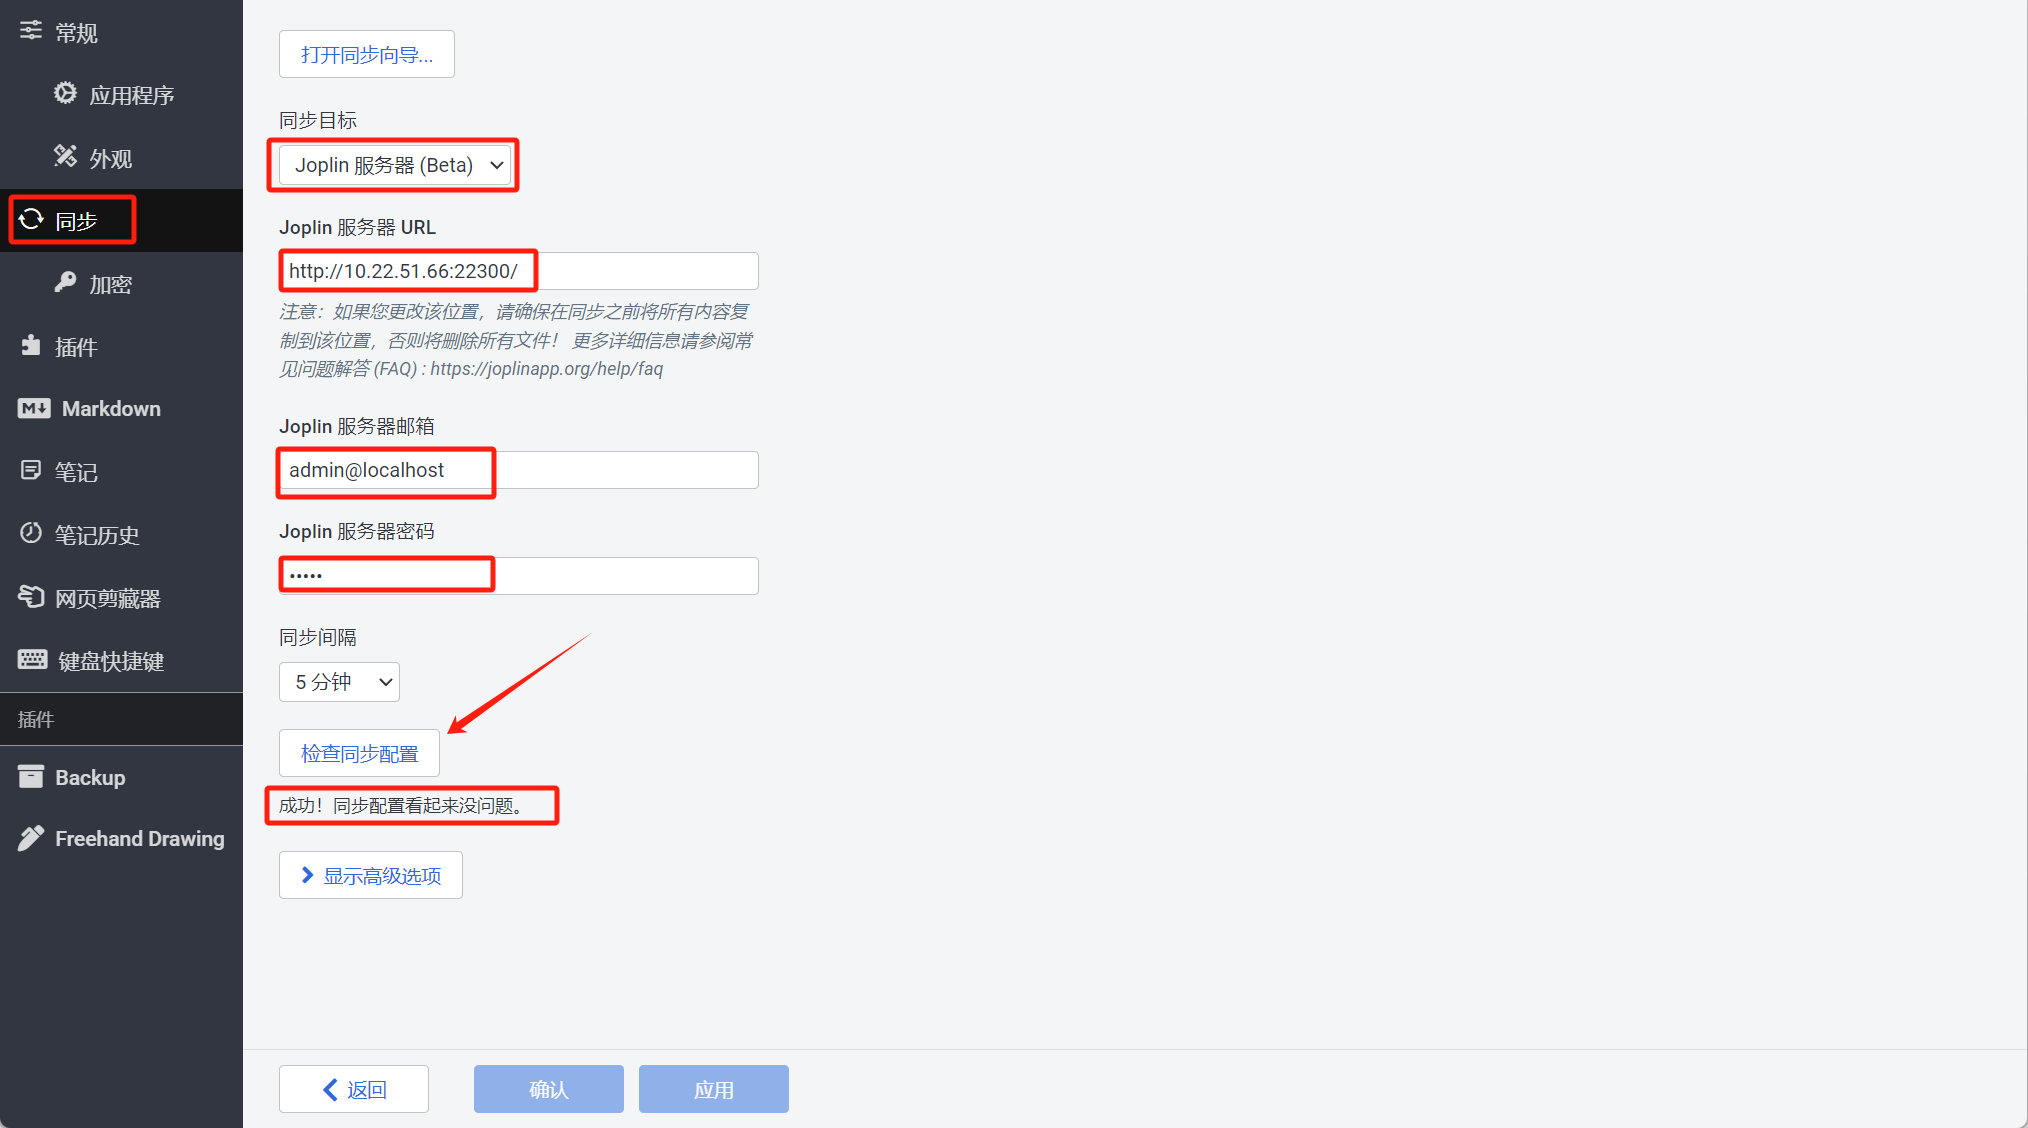 常规
应用程序
外观
同步
加密
插件
Markdown
笔记
笔记历史
网页剪藏器
键盘快捷键
插件
Backup
Freehand Drawing
打开同步向导...
同步目标
Joplin 服务器 (Beta)
Joplin 服务器 URL
http://10.22.51.66:22300/
注意：如果您更改该位置，请确保在同步之前将所有内容复
制到该位置，否则将删除所有文件！ 更多详细信息请参阅常
见问题解答 (FAQ) : https://joplinapp.org/help/faq
Joplin 服务器邮箱
admin@localhost
Joplin 服务器密码
•••••
同步间隔
5 分钟
检查同步配置
成功！同步配置看起来没问题。
显示高级选项
返回
确认
应用